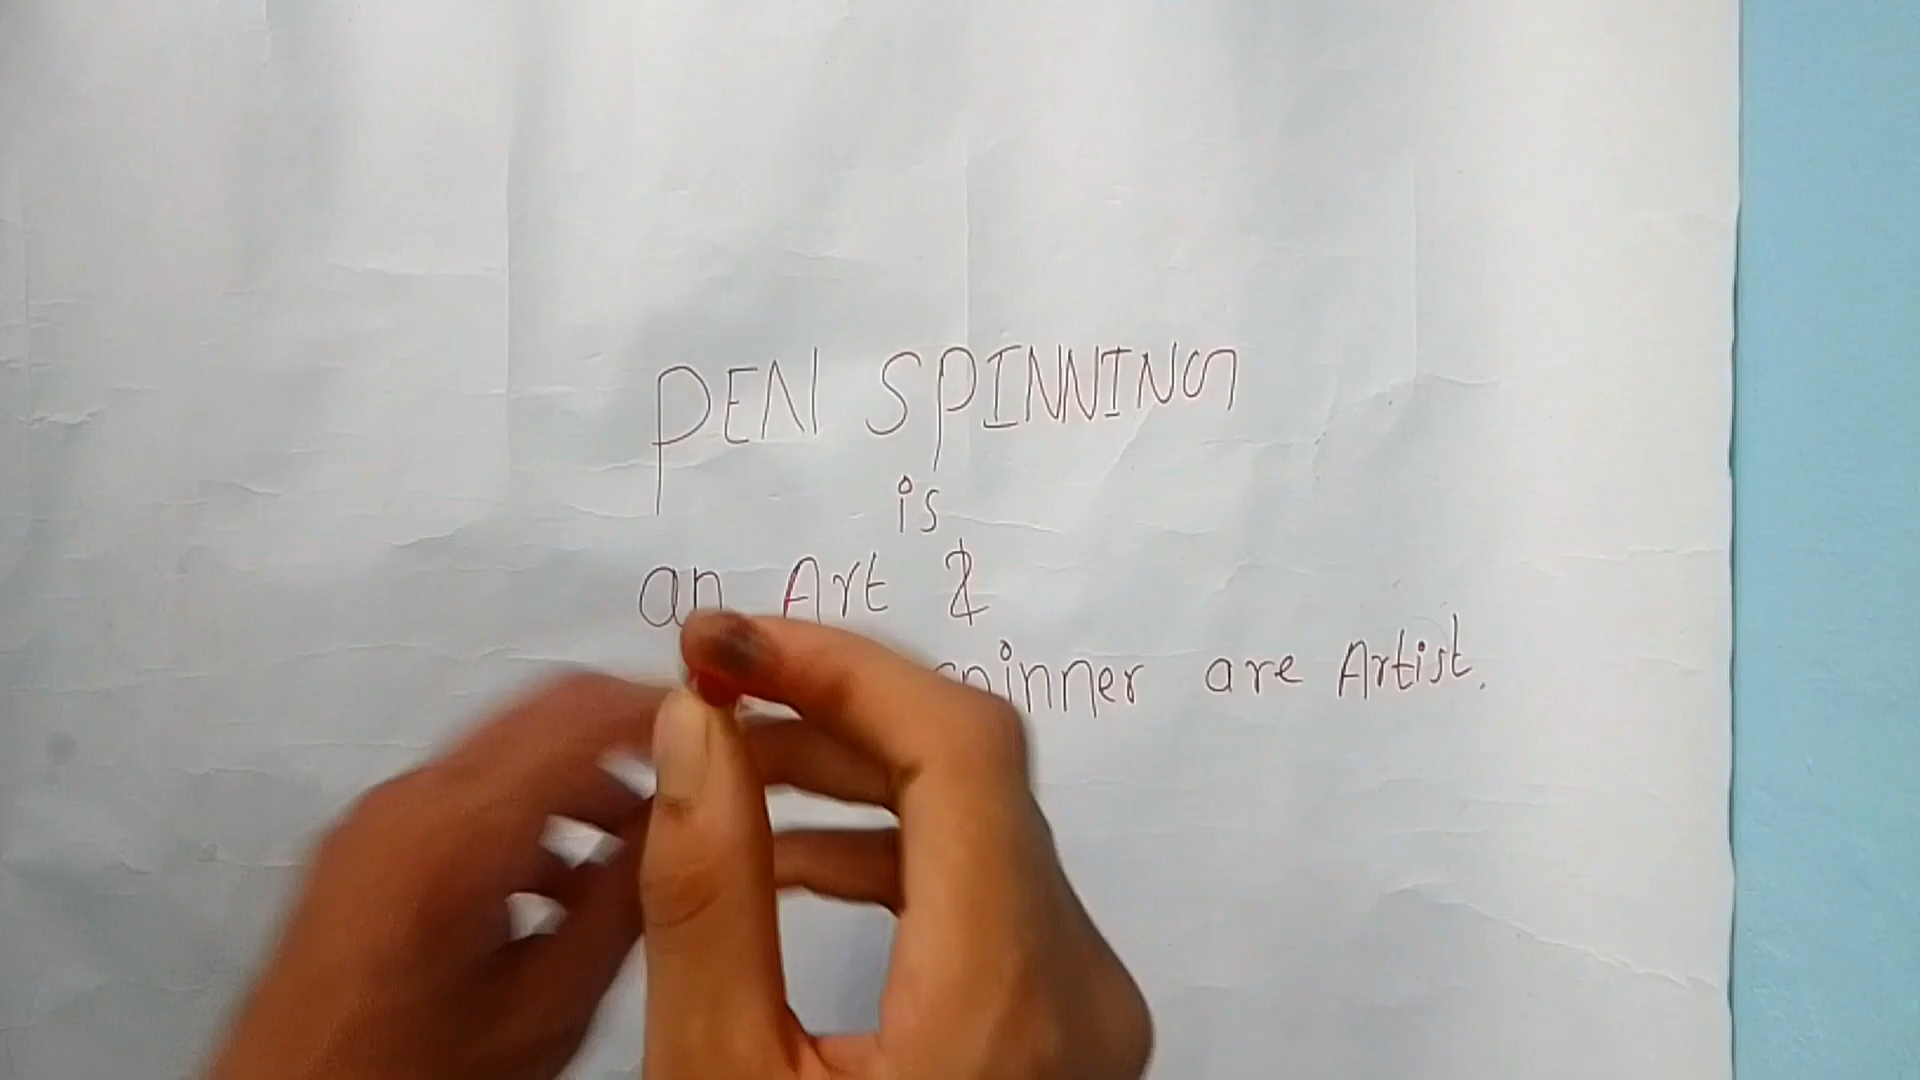 PEN SPINNING
is
an Art &
spinner are Artist.